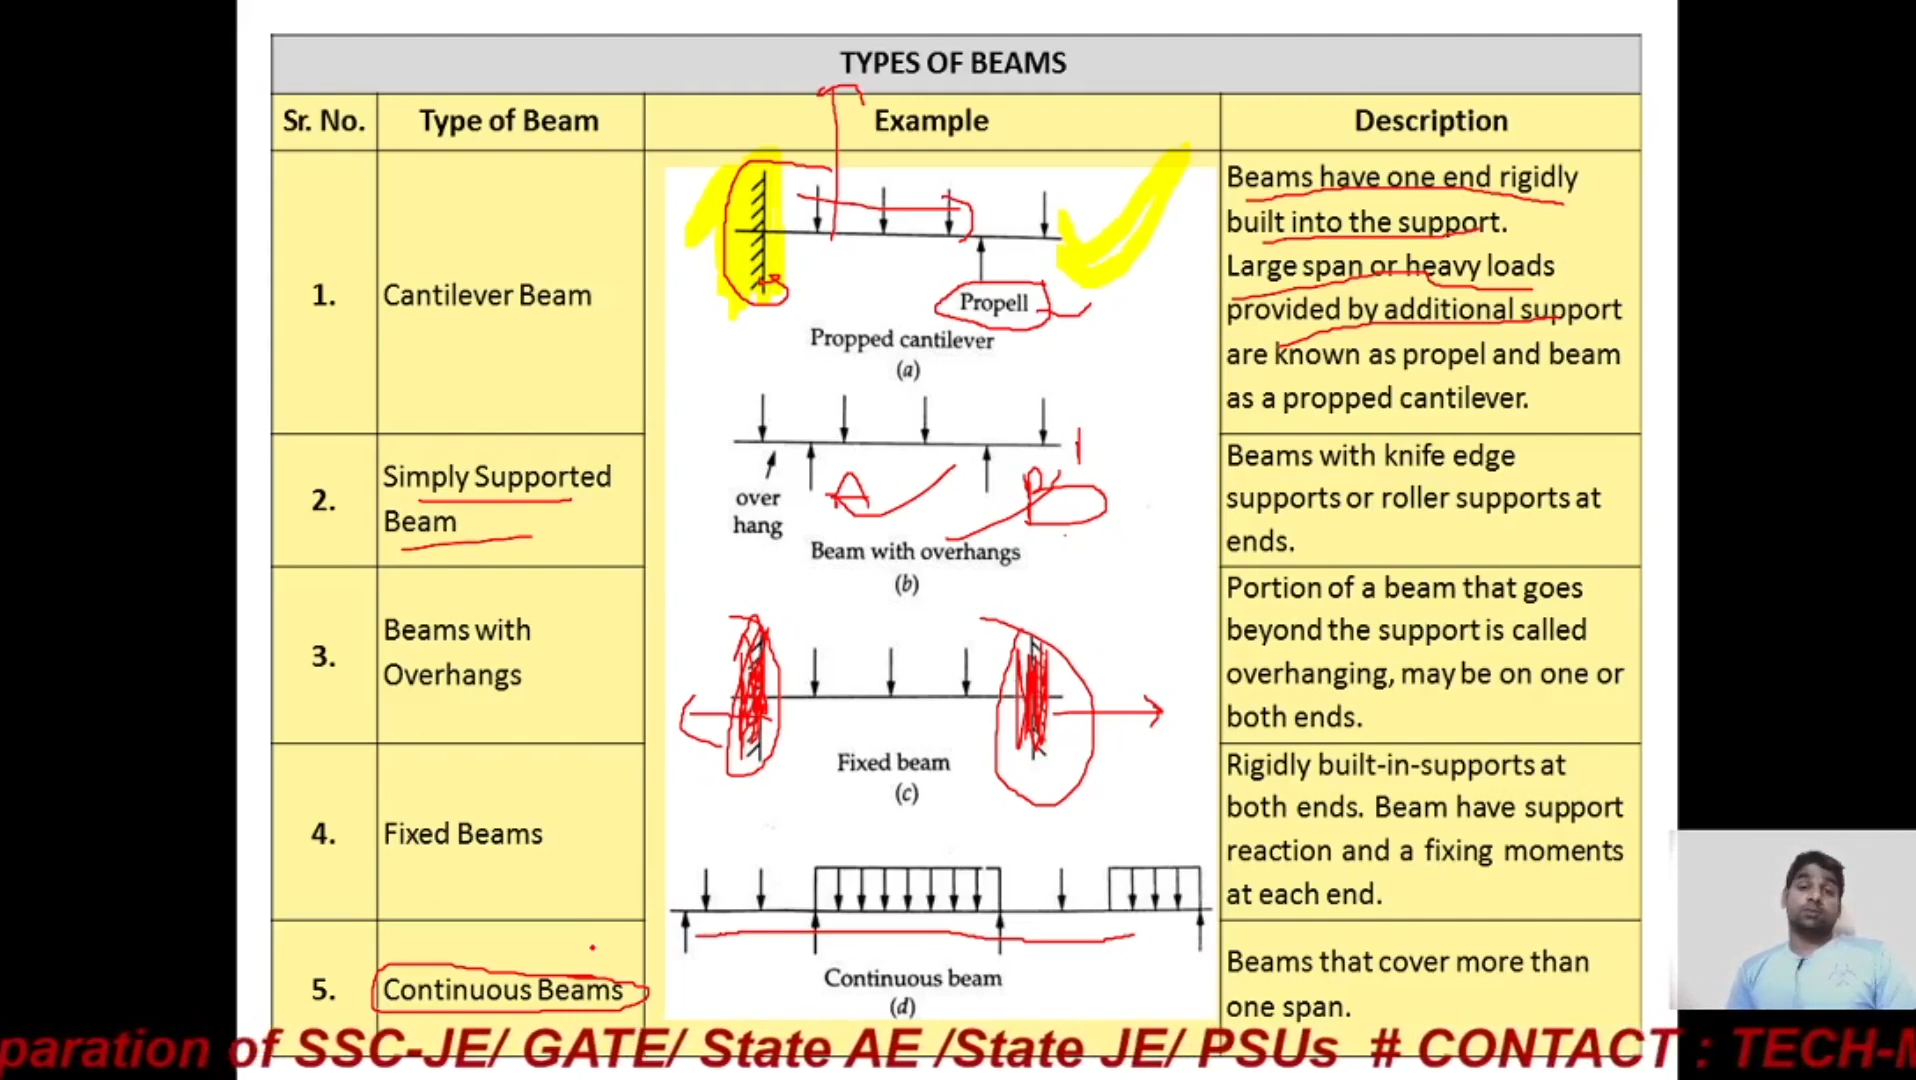 TYPES OF BEAMS
Sr. No.
Type of Beam
Example
Description
1.
Cantilever Beam
Propell
Propped cantilever
(a)
Beams have one end rigidly
built into the support.
Large span or heavy loads
provided by additional support
are known as propel and beam
as a propped cantilever.
2.
Simply Supported
Beam
over
hang
A
B
Beam with overhangs
(b)
Beams with knife edge
supports or roller supports at
ends.
3.
Beams with
Overhangs
Fixed beam
(c)
Portion of a beam that goes
beyond the support is called
overhanging, may be on one or
both ends.
4.
Fixed Beams
Rigidly built-in-supports at
both ends. Beam have support
reaction and a fixing moments
at each end.
5.
Continuous Beams
Continuous beam
(d)
Beams that cover more than
one span.
paration of SSC-JE/ GATE/ State AE /State JE/ PSUs # CONTACT : TECH-M